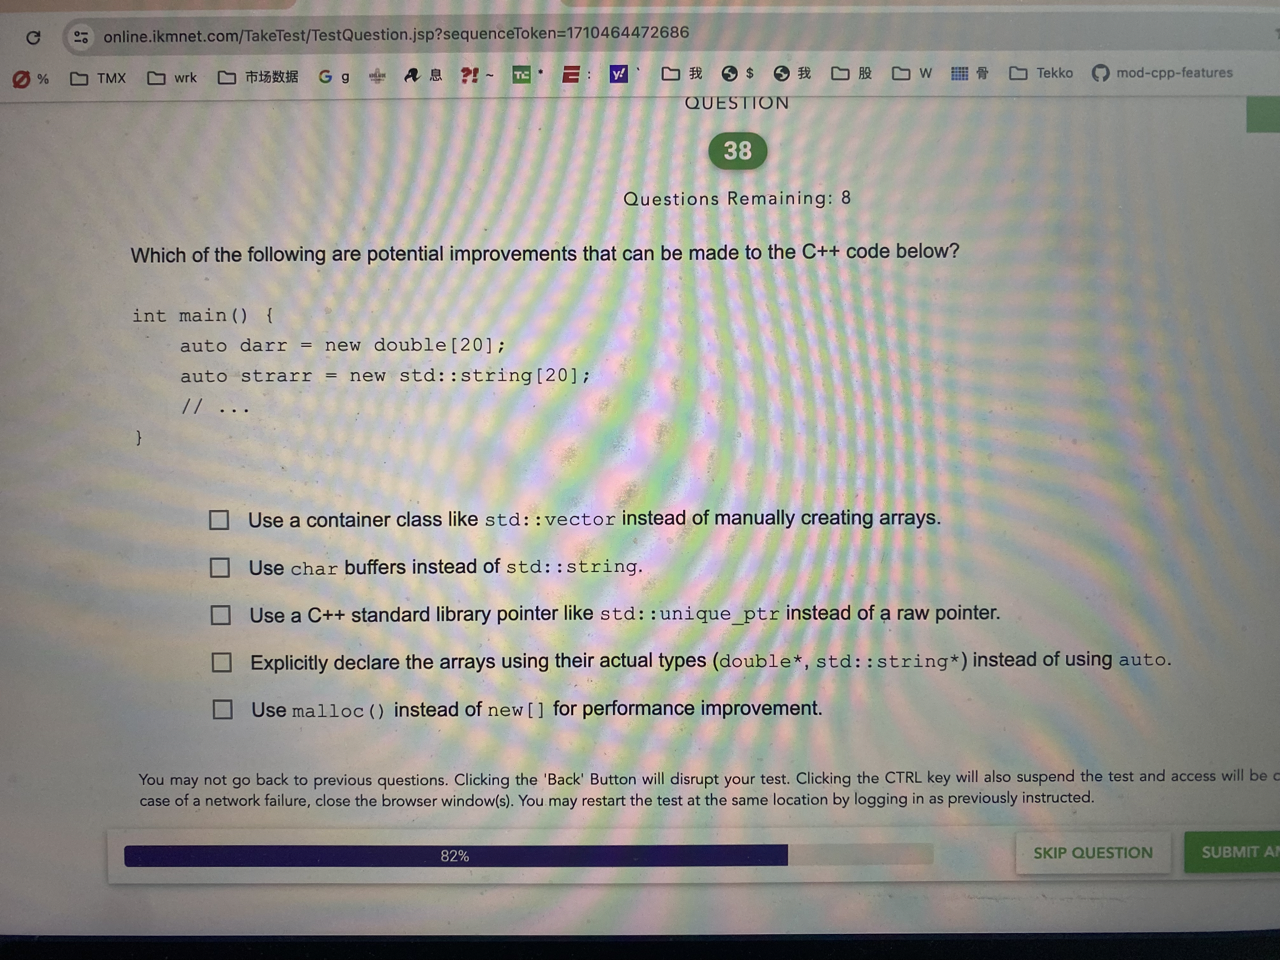 online.ikmnet.com/TakeTest/TestQuestion.jsp?sequenceToken=1710464472686
% TMX wrk 市场数据 G g 息 ?! ~ TC • E : y! ` 我 $ 我 股 W 骨 Tekko mod-cpp-features
QUESTION
38
Questions Remaining: 8
Which of the following are potential improvements that can be made to the C++ code below?
int main() {
auto darr = new double[20];
auto strarr = new std::string[20];
// ...
}
Use a container class like std::vector instead of manually creating arrays.
Use char buffers instead of std::string.
Use a C++ standard library pointer like std::unique_ptr instead of a raw pointer.
Explicitly declare the arrays using their actual types (double*, std::string*) instead of using auto.
Use malloc() instead of new[] for performance improvement.
You may not go back to previous questions. Clicking the 'Back' Button will disrupt your test. Clicking the CTRL key will also suspend the test and access will be
case of a network failure, close the browser window(s). You may restart the test at the same location by logging in as previously instructed.
82%
SKIP QUESTION
SUBMIT